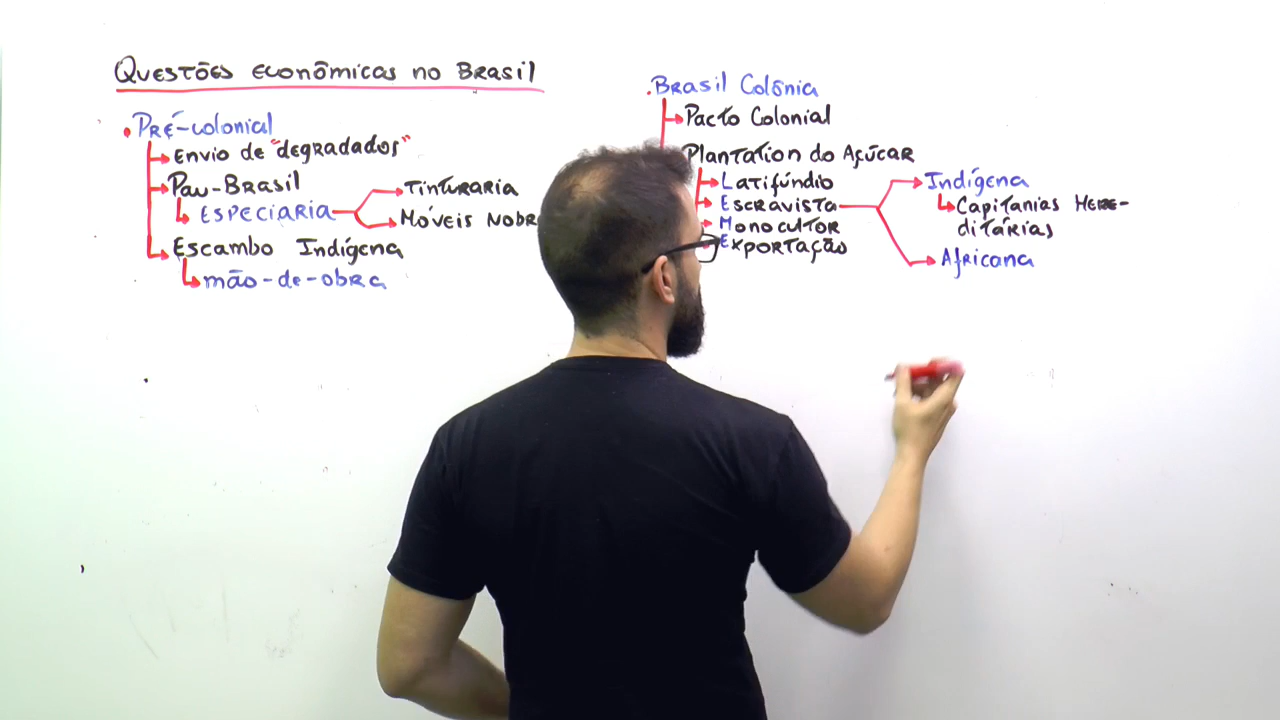 Questões econômicas no Brasil
Pré-colonial
Envio de "degradados"
Pau-Brasil
ESPECIARIA
Tinturaria
Móveis Nobr
Escambo Indígena
mão-de-obra
Brasil Colônia
Pacto Colonial
Plantation do Açúcar
Latifúndio
Escravista
Monocultor
Exportação
Indígena
Capitanias Here-
ditárias
Africana